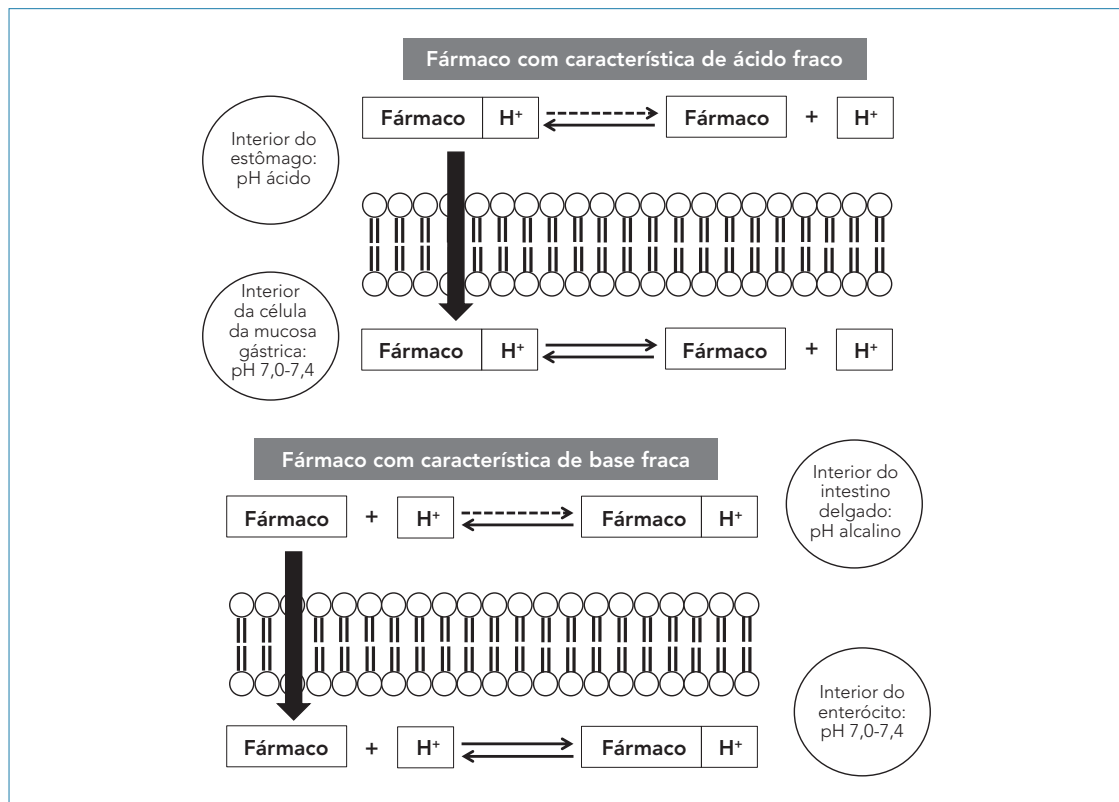 Fármaco com característica de ácido fraco
Fármaco H+ Fármaco + H+
Interior do
estômago:
pH ácido
Interior
da célula
da mucosa
gástrica:
pH 7,0-7,4
Fármaco H+ Fármaco + H+
Fármaco com característica de base fraca
Fármaco + H+ Fármaco H+
Interior do
intestino
delgado:
pH alcalino
Interior do
enterócito:
pH 7,0-7,4
Fármaco + H+ Fármaco H+